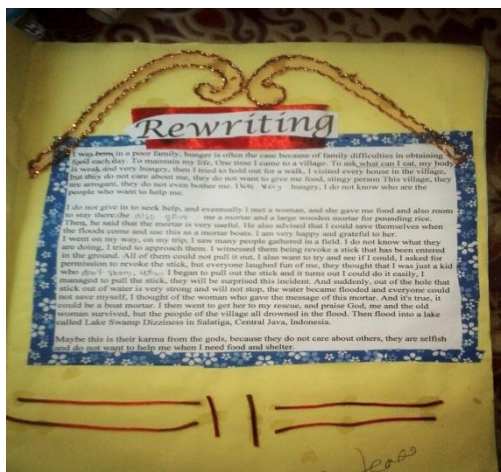 Rewriting
I was born in a poor family, hunger is often the case because of family difficulties in obtaining
food each day. To maintain my life, One time I came to a village. To ask what can I eat, my body
is weak and very hungry, then I tried to hold out for a walk, I visited every house in the village,
but they do not care about me, they do not want to give me food, stingy person This village, they
are arrogant, they do not even bother me. I was very hungry, I do not know who are the
people who want to help me.
I do not give in to seek help, and eventually I met a woman, and she gave me food and also room
to stay there.she also gave me a mortar and a large wooden mortar for pounding rice.
Then, he said that the mortar is very useful. He also advised that I could save themselves when
the floods come and use this as a mortar boats. I am very happy and grateful to her.
I went on my way, on my trip, I saw many people gathered in a field. I do not know what they
are doing, I tried to approach them. I witnessed them being revoke a stick that has been entered
in the ground. All of them could not pull it out, I also want to try and see if I could, I asked for
permission to revoke the stick, but everyone laughed fun of me, they thought that I was just a kid
who don't I began to pull out the stick and it turns out I could do it easily, I
managed to pull the stick, they will be surprised this incident. And suddenly, out of the hole that
stick out of water is very strong and will not stop, the water became flooded and everyone could
not save myself, I thought of the woman who gave the message of this mortar. And it's true, it
could be a boat mortar. I then went to get her to my rescue, and praise God, me and the old
woman survived, but the people of the village all drowned in the flood. Then flood into a lake
called Lake Swamp Dizziness in Salatiga, Central Java, Indonesia.
Maybe this is their karma from the gods, because they do not care about others, they are selfish
and do not want to help me when I need food and shelter.